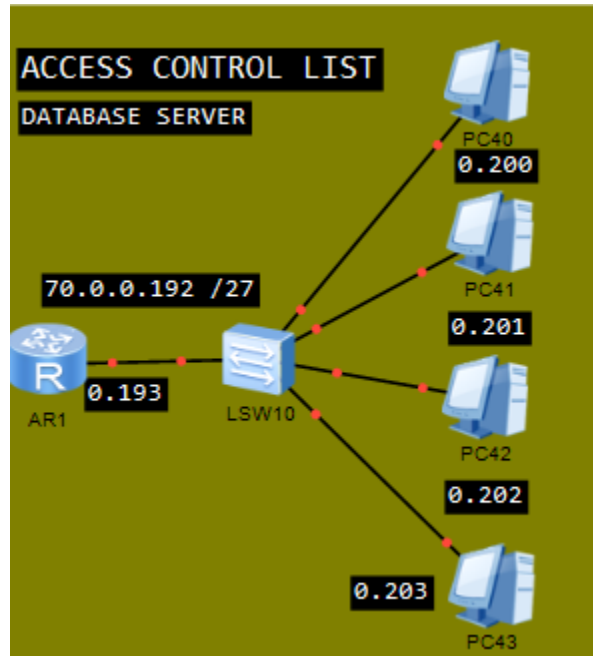 ACCESS CONTROL LIST
DATABASE SERVER
PC40
0.200
PC41
70.0.0.192 /27
0.201
0.193
AR1
LSW10
PC42
0.202
0.203
PC43
R